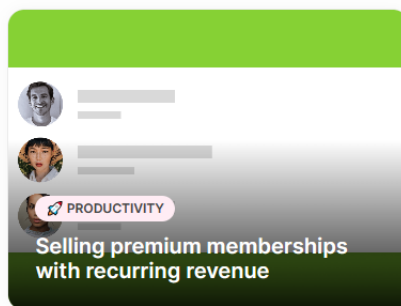 🚀 PRODUCTIVITY
Selling premium memberships
with recurring revenue